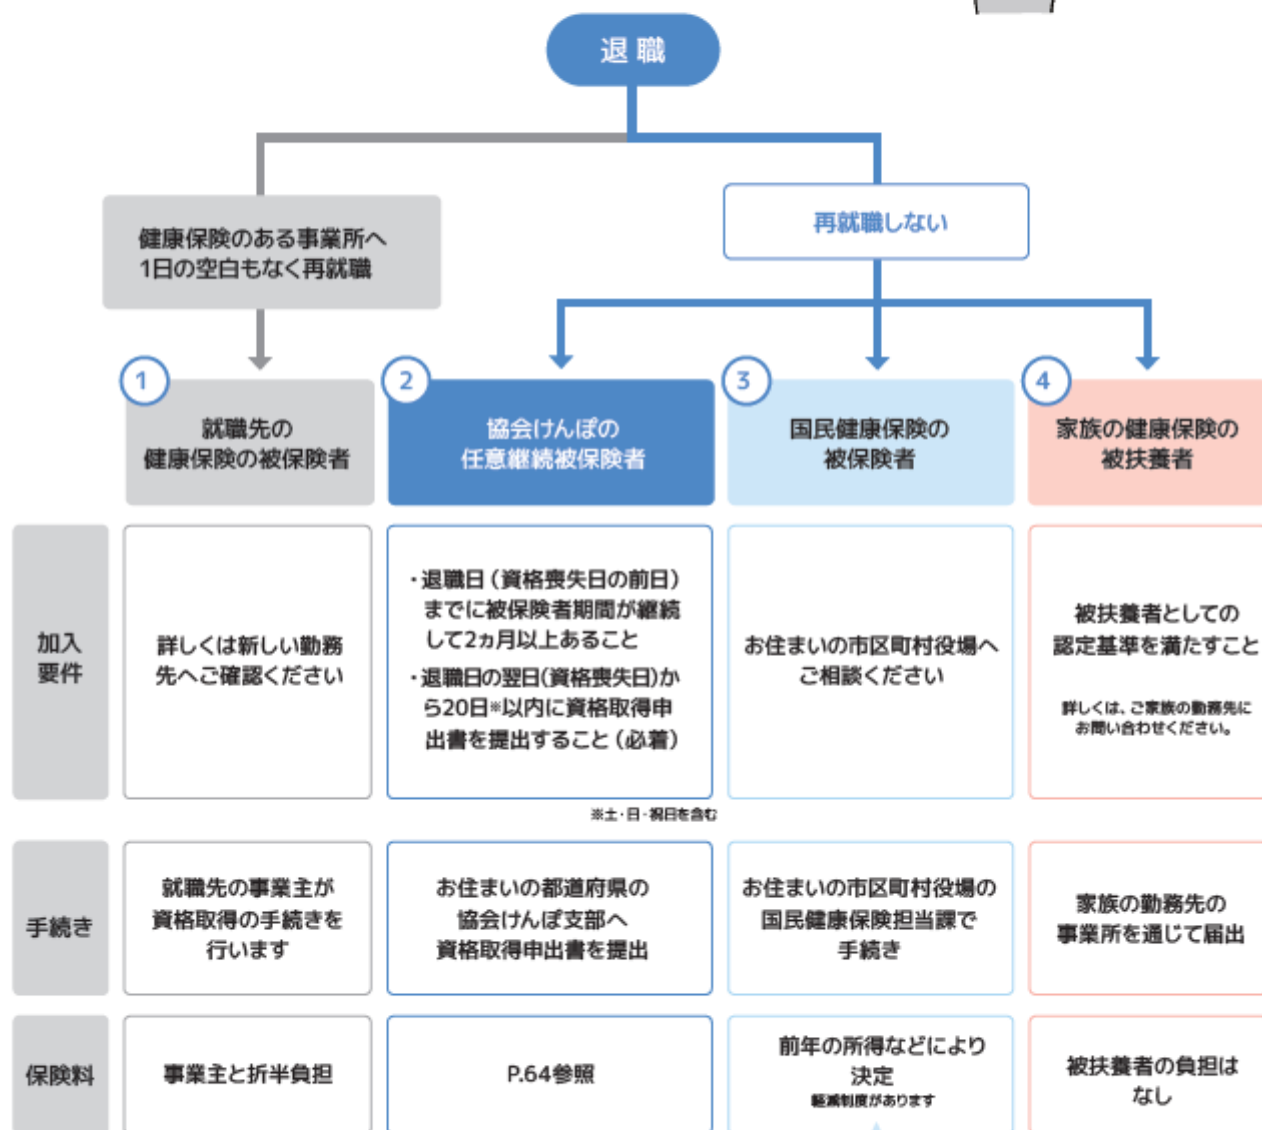 退職
健康保険のある事業所へ
1日の空白もなく再就職
再就職しない
1
就職先の
健康保険の被保険者
2
協会けんぽの
任意継続被保険者
3
国民健康保険の
被保険者
4
家族の健康保険の
被扶養者
加入
要件
詳しくは新しい勤務
先へご確認ください
・退職日（資格喪失日の前日）
までに被保険者期間が継続
して2ヵ月以上あること
・退職日の翌日(資格喪失日)か
ら20日※以内に資格取得申
出書を提出すること（必着）
お住まいの市区町村役場へ
ご相談ください
被扶養者としての
認定基準を満たすこと
詳しくは、ご家族の勤務先に
お問い合わせください。
※土・日・祝日を含む
手続き
就職先の事業主が
資格取得の手続きを
行います
お住まいの都道府県の
協会けんぽ支部へ
資格取得申出書を提出
お住まいの市区町村役場の
国民健康保険担当課で
手続き
家族の勤務先の
事業所を通じて届出
保険料
事業主と折半負担
P.64参照
前年の所得などにより
決定
軽減制度があります
被扶養者の負担は
なし